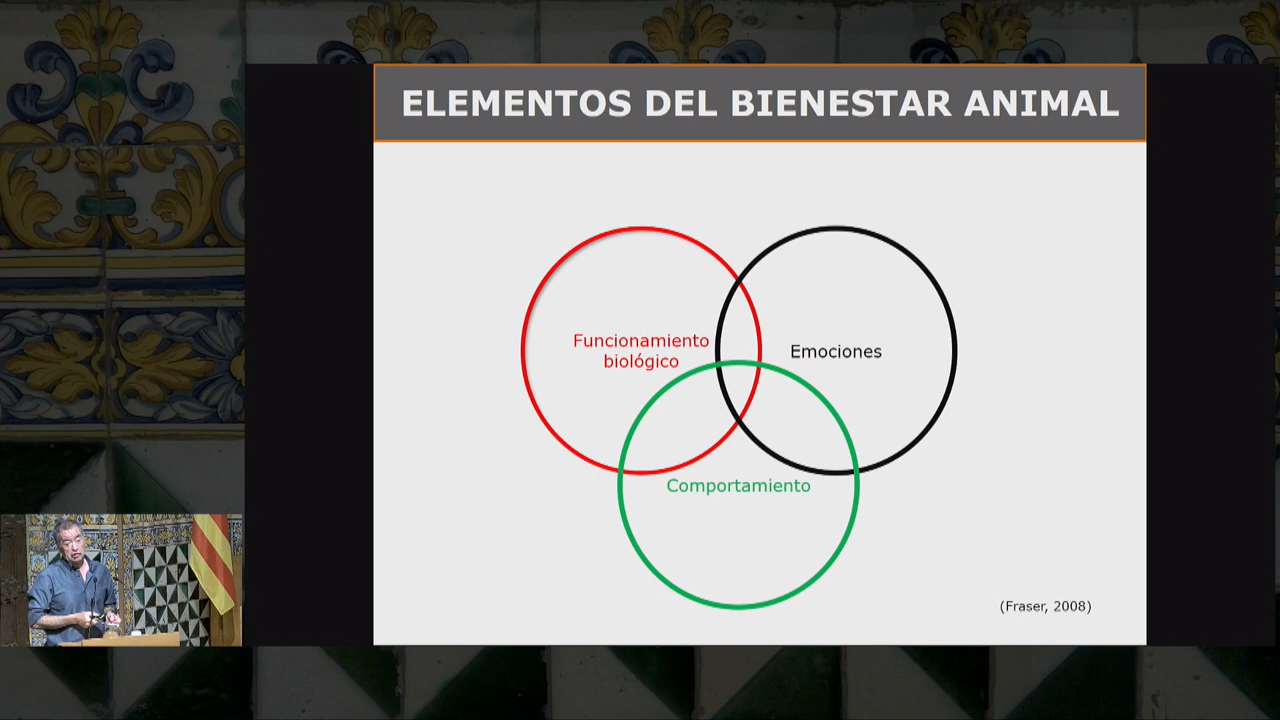 ELEMENTOS DEL BIENESTAR ANIMAL
Funcionamiento
biológico
Emociones
Comportamiento
(Fraser, 2008)